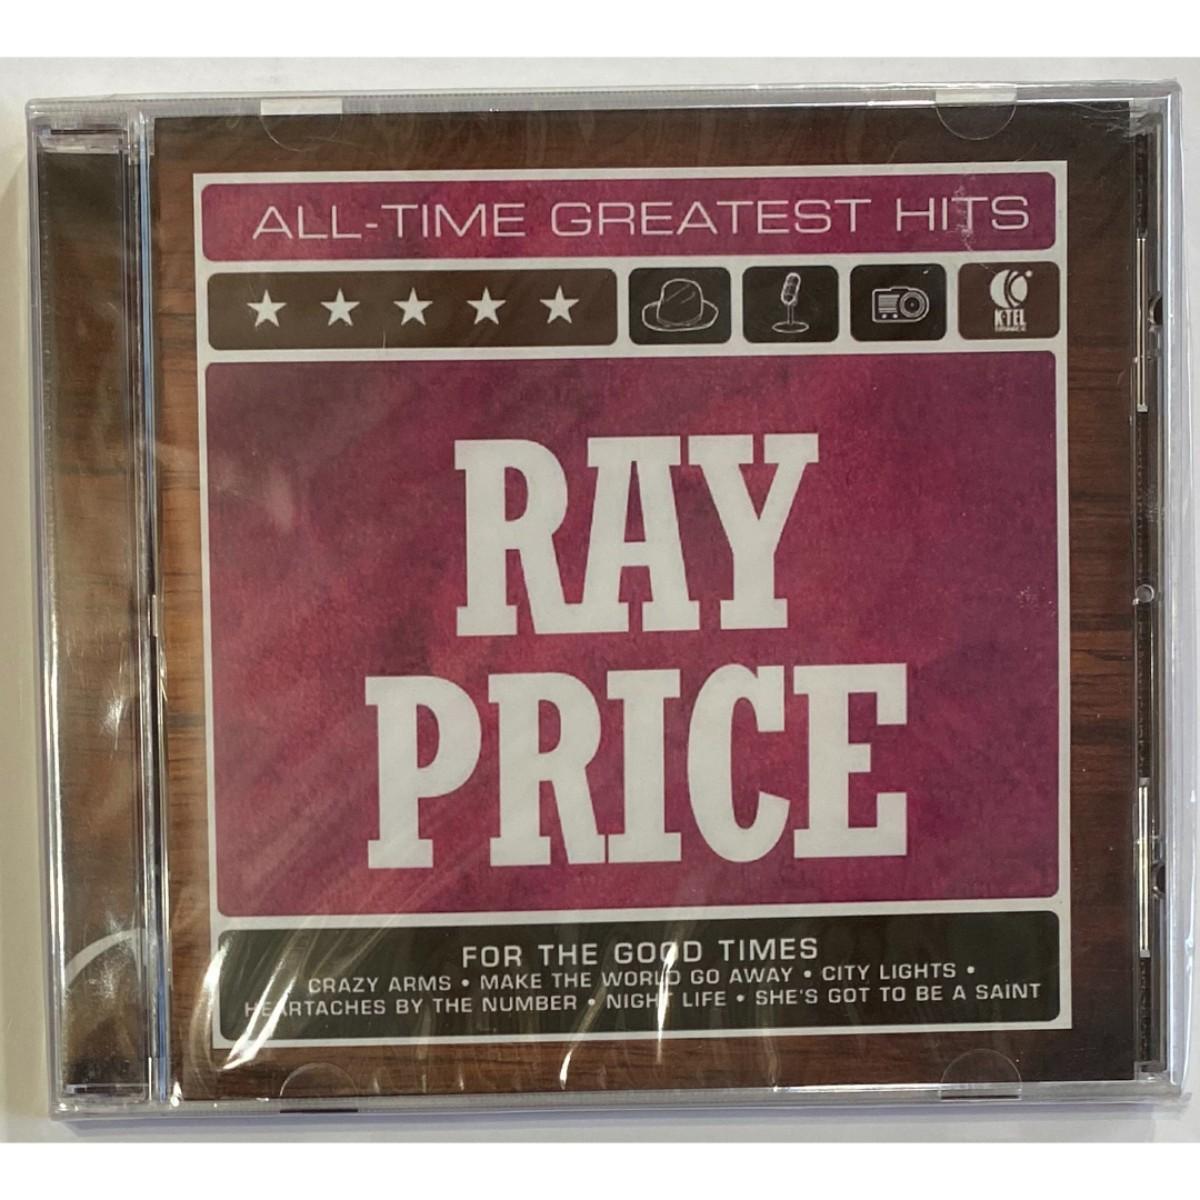 ALL-TIME GREATEST HITS
K-TEL
RAY
PRICE
FOR THE GOOD TIMES
CRAZY ARMS • MAKE THE WORLD GO AWAY • CITY LIGHTS •
HEARTACHES BY THE NUMBER • NIGHT LIFE • SHE'S GOT TO BE A SAINT